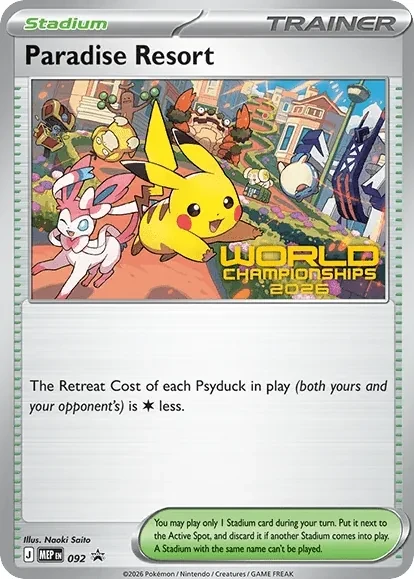 Stadium
TRAINER
Paradise Resort
WORLD
CHAMPIONSHIPS
2026
The Retreat Cost of each Psyduck in play (both yours and
your opponent's) is ✶ less.
You may play only 1 Stadium card during your turn. Put it next to
the Active Spot, and discard it if another Stadium comes into play.
A Stadium with the same name can't be played.
Illus. Naoki Saito
J MEP EN 092
©2026 Pokémon / Nintendo / Creatures / GAME FREAK